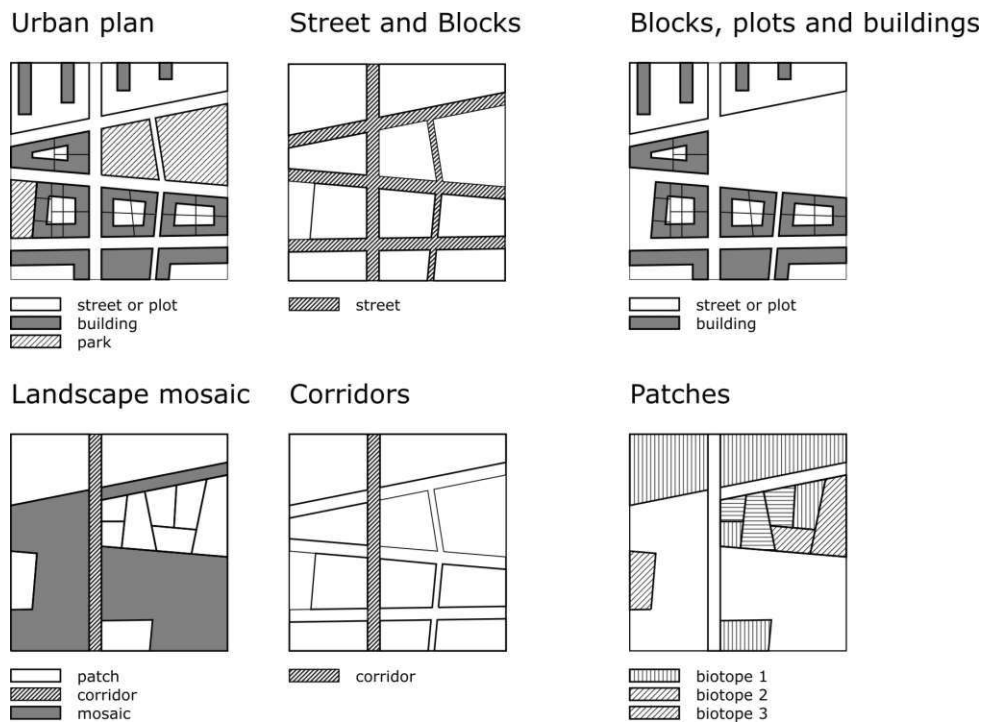 Urban plan
Street and Blocks
Blocks, plots and buildings
street or plot
building
park
street
street or plot
building
Landscape mosaic
Corridors
Patches
patch
corridor
mosaic
corridor
biotope 1
biotope 2
biotope 3